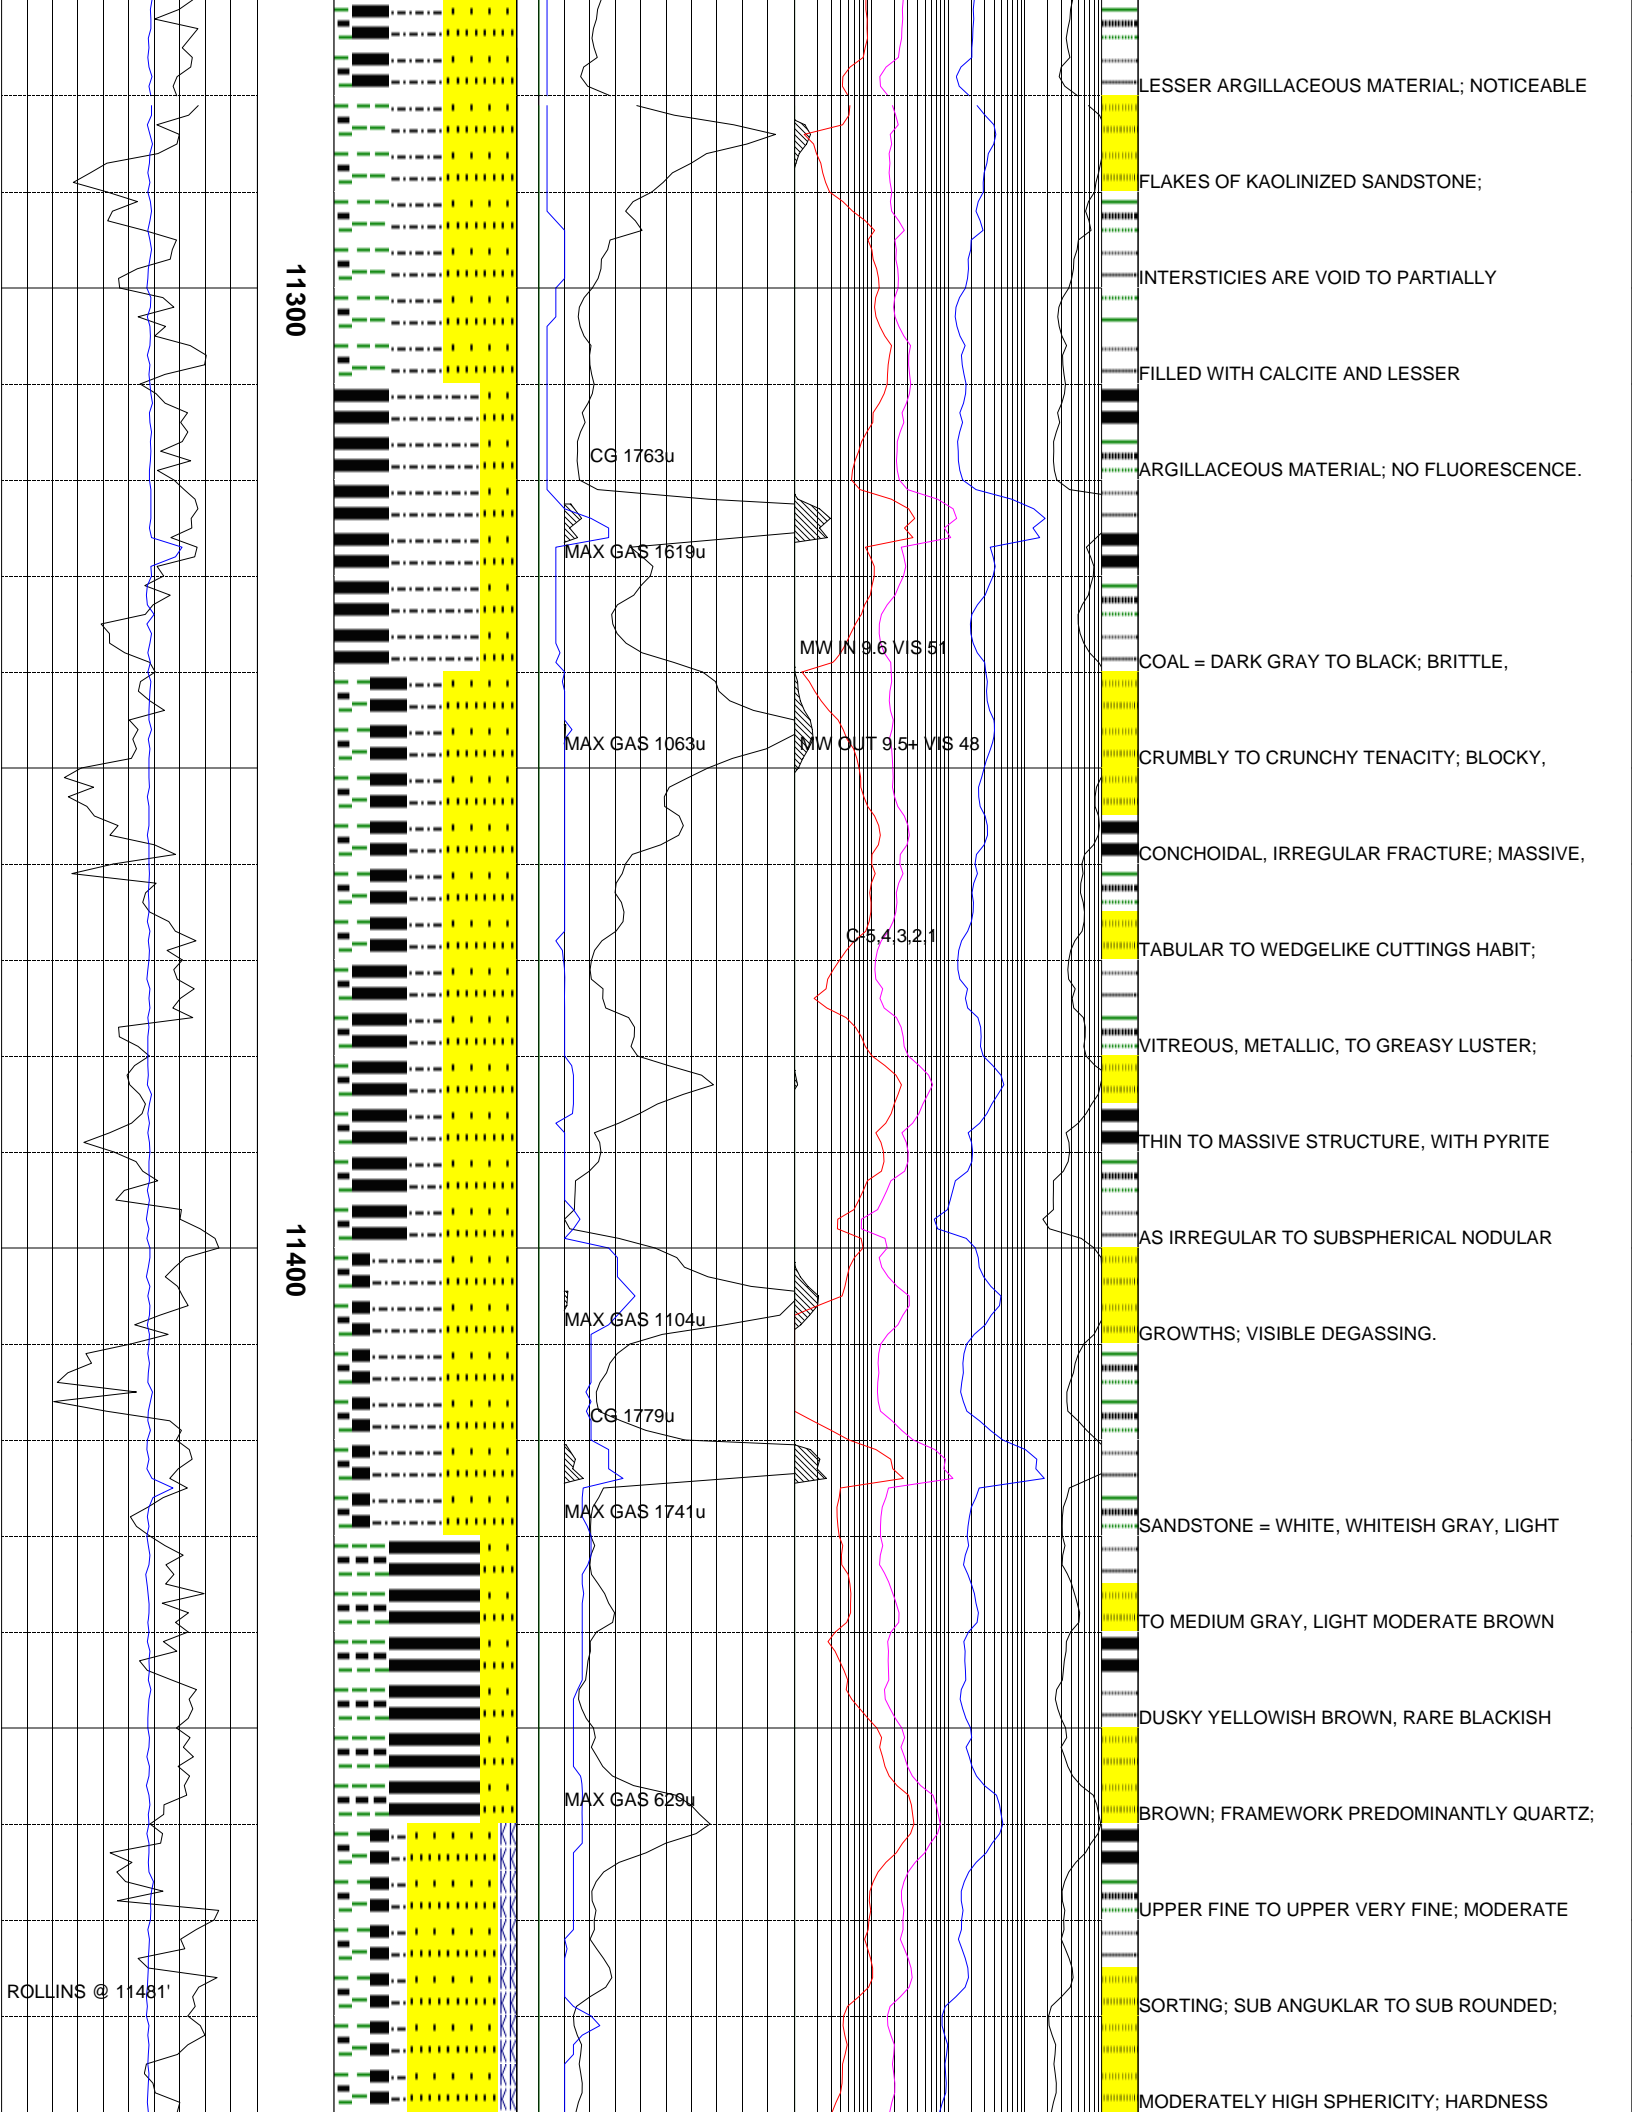 LESSER ARGILLACEOUS MATERIAL; NOTICEABLE
FLAKES OF KAOLINIZED SANDSTONE;
11300
INTERSTICIES ARE VOID TO PARTIALLY
FILLED WITH CALCITE AND LESSER
CG 1763u
ARGILLACEOUS MATERIAL; NO FLUORESCENCE.
MAX GAS 1619u
MW IN 9.6 VIS 51
COAL = DARK GRAY TO BLACK; BRITTLE,
MAX GAS 1063u
MW OUT 9.5+ VIS 48
CRUMBLY TO CRUNCHY TENACITY; BLOCKY,
CONCHOIDAL, IRREGULAR FRACTURE; MASSIVE,
C-5,4,3,2,1
TABULAR TO WEDGELIKE CUTTINGS HABIT;
VITREOUS, METALLIC, TO GREASY LUSTER;
THIN TO MASSIVE STRUCTURE, WITH PYRITE
11400
AS IRREGULAR TO SUBSPHERICAL NODULAR
MAX GAS 1104u
GROWTHS; VISIBLE DEGASSING.
CG 1779u
MAX GAS 1741u
SANDSTONE = WHITE, WHITEISH GRAY, LIGHT
TO MEDIUM GRAY, LIGHT MODERATE BROWN
DUSKY YELLOWISH BROWN, RARE BLACKISH
MAX GAS 629u
BROWN; FRAMEWORK PREDOMINANTLY QUARTZ;
UPPER FINE TO UPPER VERY FINE; MODERATE
ROLLINS @ 11481'
SORTING; SUB ANGUKLAR TO SUB ROUNDED;
MODERATELY HIGH SPHERICITY; HARDNESS